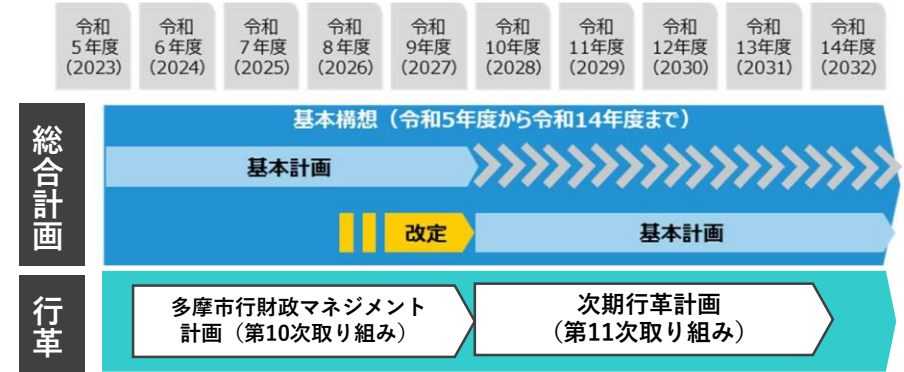 令和
5年度
(2023)
令和
6年度
(2024)
令和
7年度
(2025)
令和
8年度
(2026)
令和
9年度
(2027)
令和
10年度
(2028)
令和
11年度
(2029)
令和
12年度
(2030)
令和
13年度
(2031)
令和
14年度
(2032)
総合計画
基本構想（令和5年度から令和14年度まで）
基本計画
改定
基本計画
行革
多摩市行財政マネジメント
計画（第10次取り組み）
次期行革計画
（第11次取り組み）